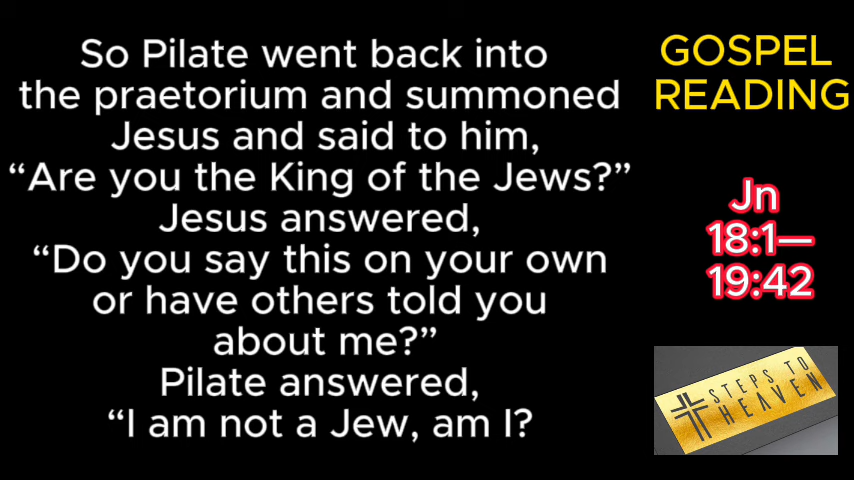 So Pilate went back into
the praetorium and summoned
Jesus and said to him,
“Are you the King of the Jews?”
Jesus answered,
“Do you say this on your own
or have others told you
about me?”
Pilate answered,
“I am not a Jew, am I?
GOSPEL
READING
Jn
18:1—
19:42
STEPS TO
HEAVEN